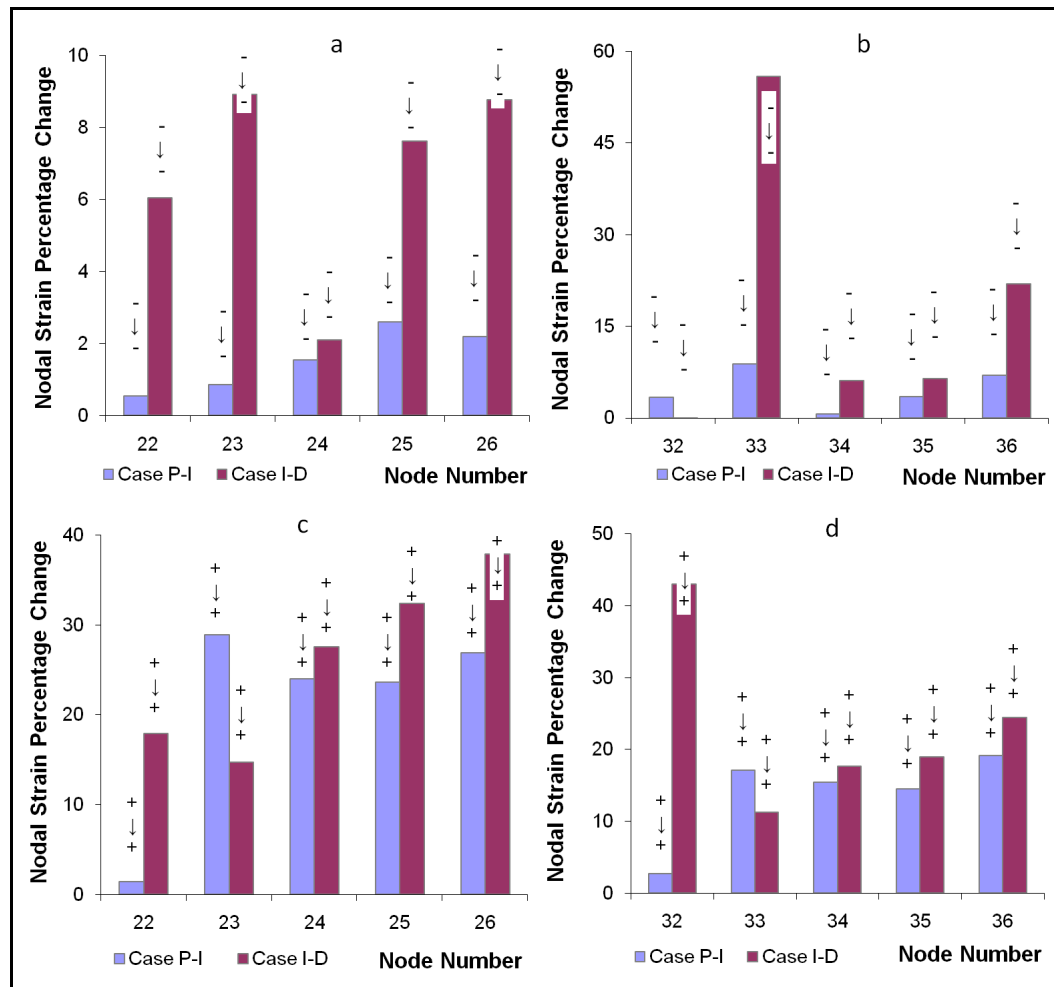 a
Nodal Strain Percentage Change
10
8
6
4
2
0
- ↓ -
- ↓ -
- ↓ -
- ↓ -
- ↓ -
- ↓ -
- ↓ -
- ↓ -
- ↓ -
- ↓ -
22 23 24 25 26
Case P-I Case I-D Node Number
b
Nodal Strain Percentage Change
60
45
30
15
0
- ↓ -
- ↓ -
- ↓ -
- ↓ -
- ↓ -
- ↓ -
- ↓ -
- ↓ -
- ↓ -
- ↓ -
32 33 34 35 36
Case P-I Case I-D Node Number
c
Nodal Strain Percentage Change
40
30
20
10
0
+ ↓ +
+ ↓ +
+ ↓ +
+ ↓ +
+ ↓ +
+ ↓ +
+ ↓ +
+ ↓ +
+ ↓ +
+ ↓ +
22 23 24 25 26
Case P-I Case I-D Node Number
d
Nodal Strain Percentage Change
50
40
30
20
10
0
+ ↓ +
+ ↓ +
+ ↓ +
+ ↓ +
+ ↓ +
+ ↓ +
+ ↓ +
+ ↓ +
+ ↓ +
+ ↓ +
32 33 34 35 36
Case P-I Case I-D Node Number